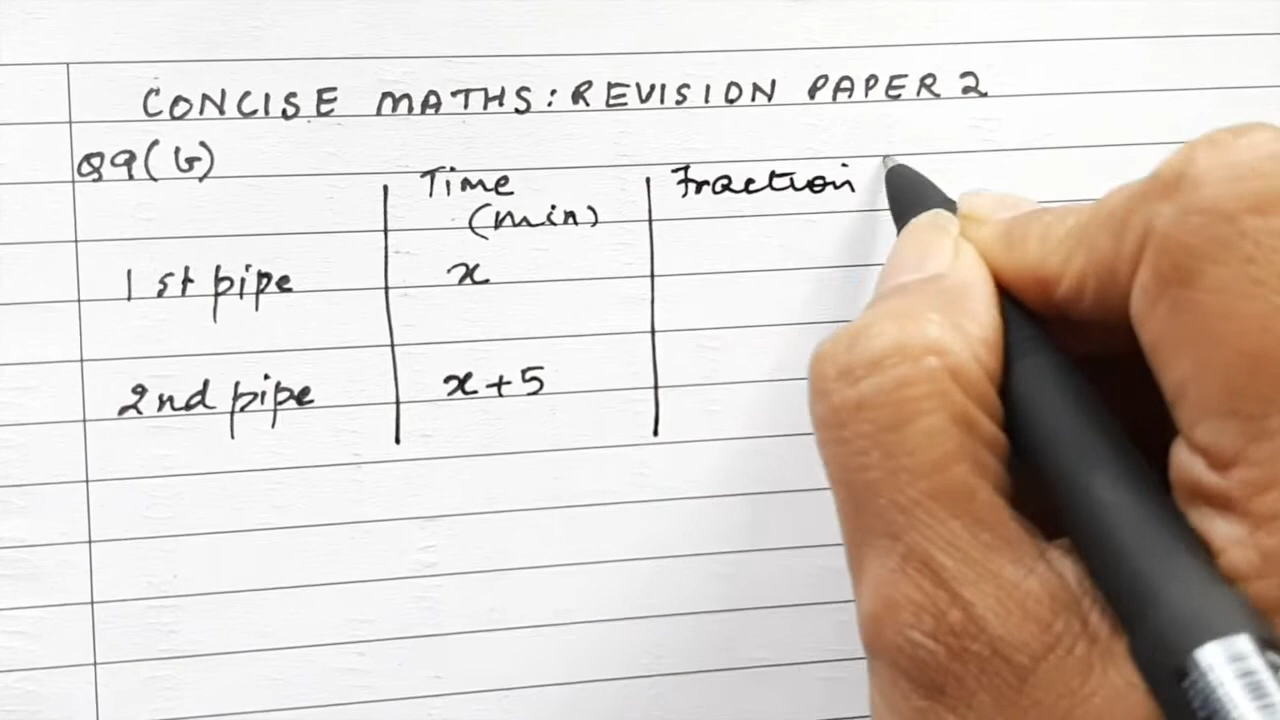 CONCISE MATHS: REVISION PAPER 2
Q9(b)
Time Fraction
(min)
1st pipe x
2nd pipe x+5